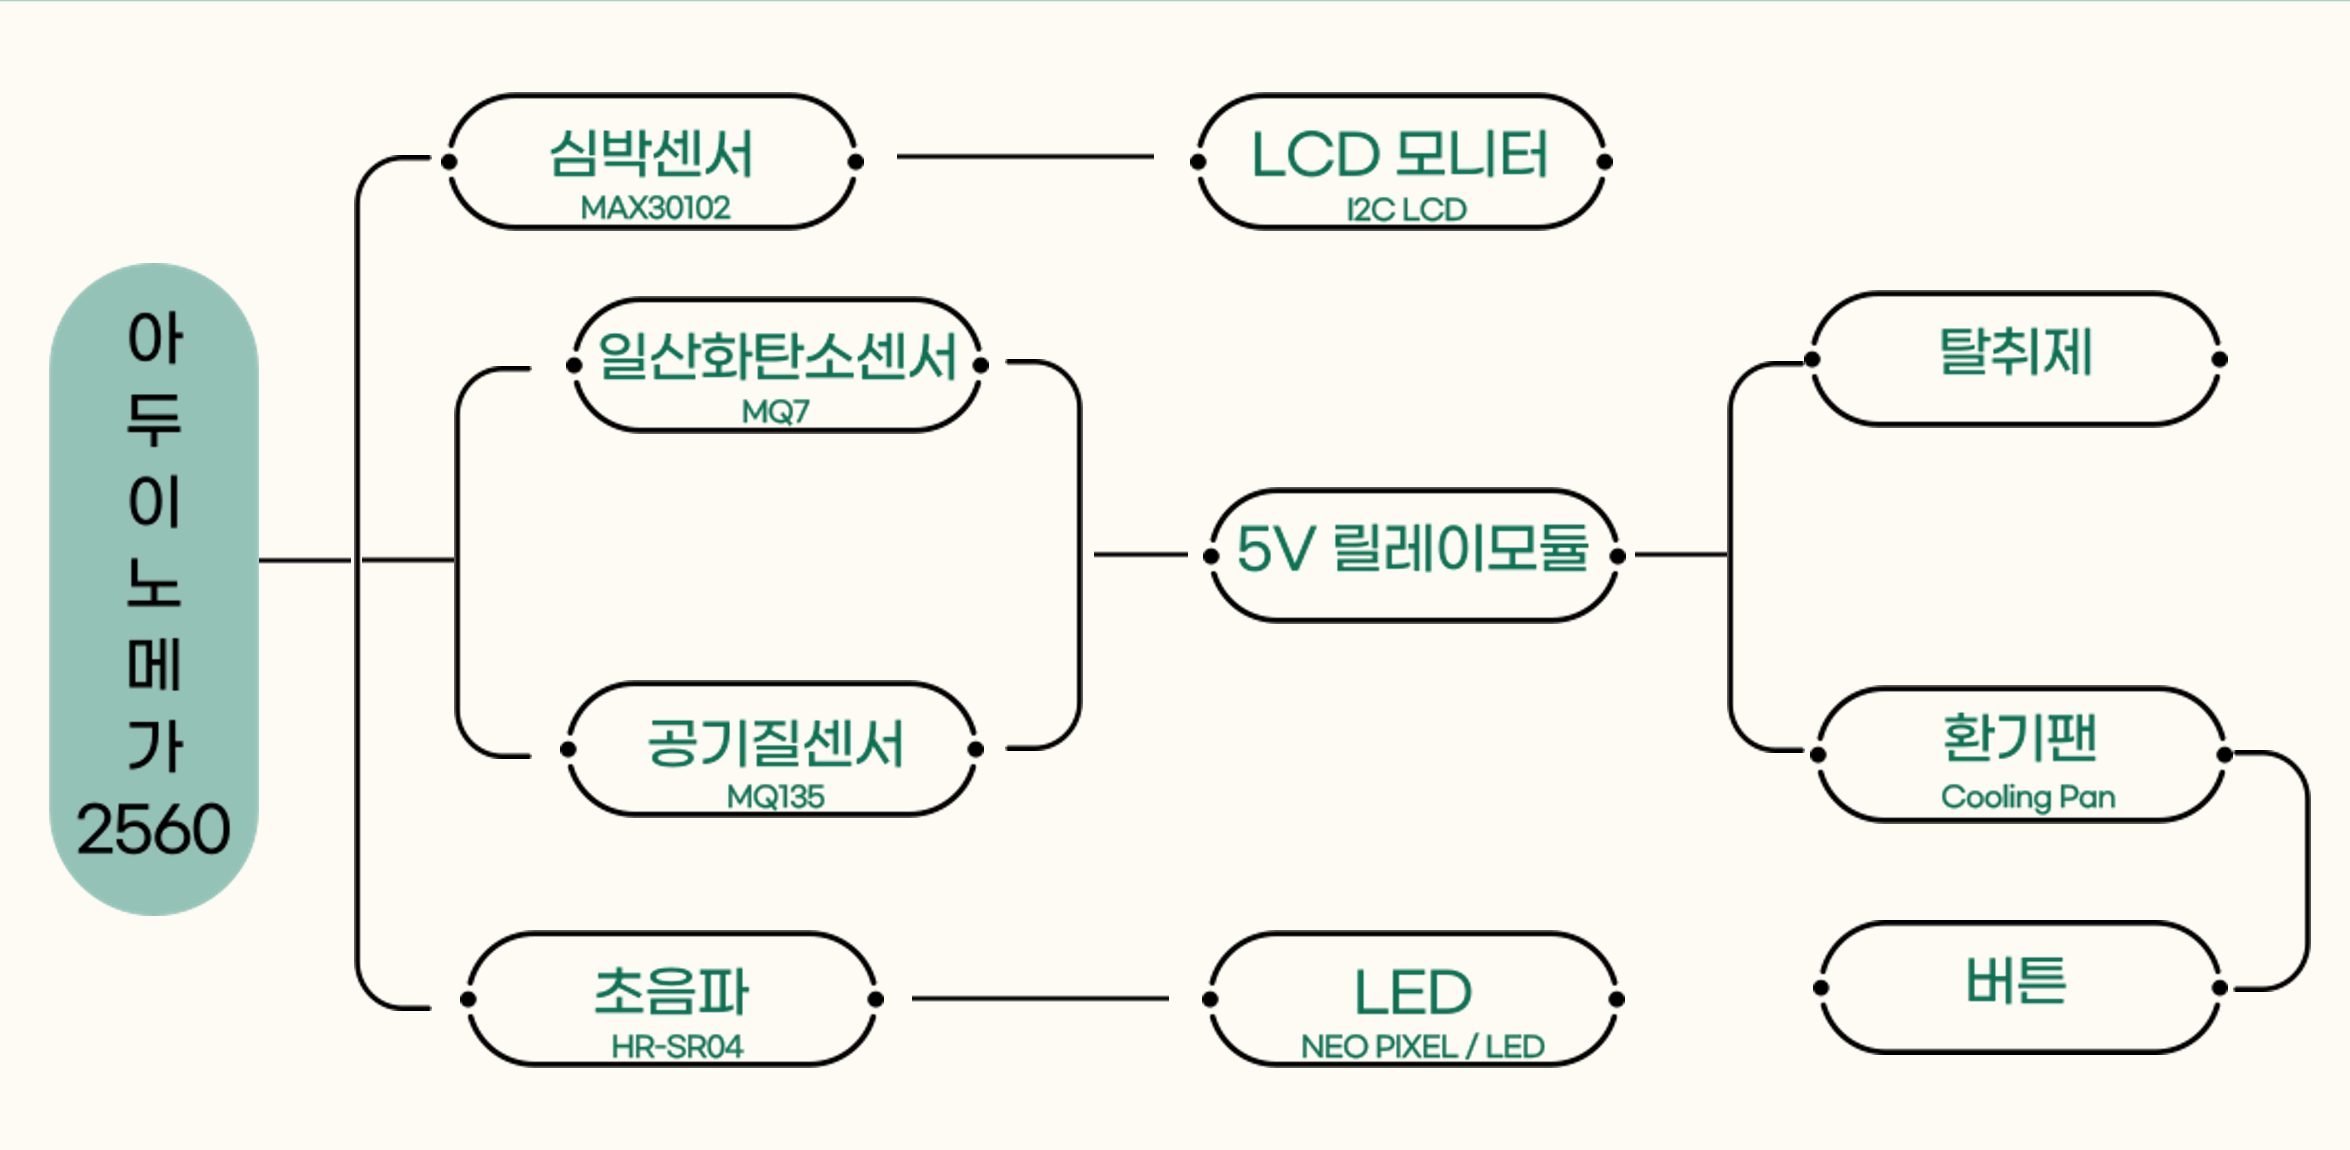 아
두
이
노
메
가
2560
심박센서
MAX30102
LCD 모니터
I2C LCD
일산화탄소센서
MQ7
공기질센서
MQ135
5V 릴레이모듈
탈취제
환기팬
Cooling Pan
버튼
초음파
HR-SR04
LED
NEO PIXEL / LED